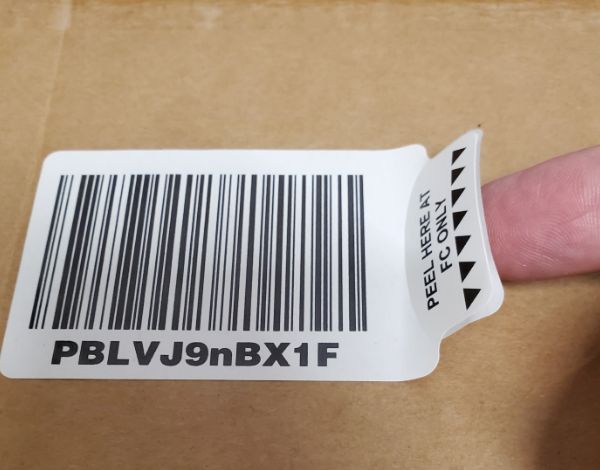 PBLVJ9nBX1F
PEEL HERE AT
FC ONLY